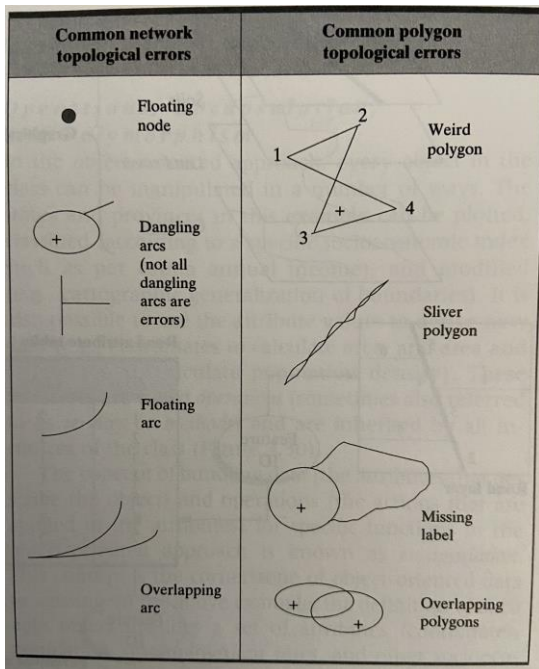 Common network
topological errors
Common polygon
topological errors
Floating
node
Dangling
arcs
(not all
dangling
arcs are
errors)
Floating
arc
Overlapping
arc
1
2
3
4
+
Weird
polygon
Sliver
polygon
Missing
label
Overlapping
polygons